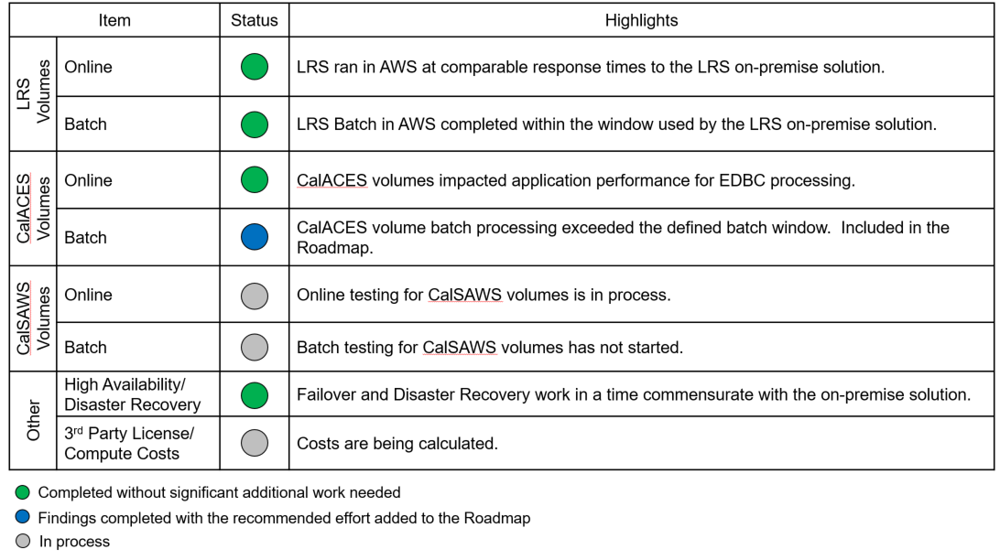 Item Status Highlights
LRS
Volumes
Online
LRS ran in AWS at comparable response times to the LRS on-premise solution.
Batch
LRS Batch in AWS completed within the window used by the LRS on-premise solution.
CalACES
Volumes
Online
CalACES volumes impacted application performance for EDBC processing.
Batch
CalACES volume batch processing exceeded the defined batch window.  Included in the
Roadmap.
CalSAWS
Volumes
Online
Online testing for CalSAWS volumes is in process.
Batch
Batch testing for CalSAWS volumes has not started.
Other
High Availability/
Disaster Recovery
Failover and Disaster Recovery work in a time commensurate with the on-premise solution.
3rd Party License/
Compute Costs
Costs are being calculated.
Completed without significant additional work needed
Findings completed with the recommended effort added to the Roadmap
In process